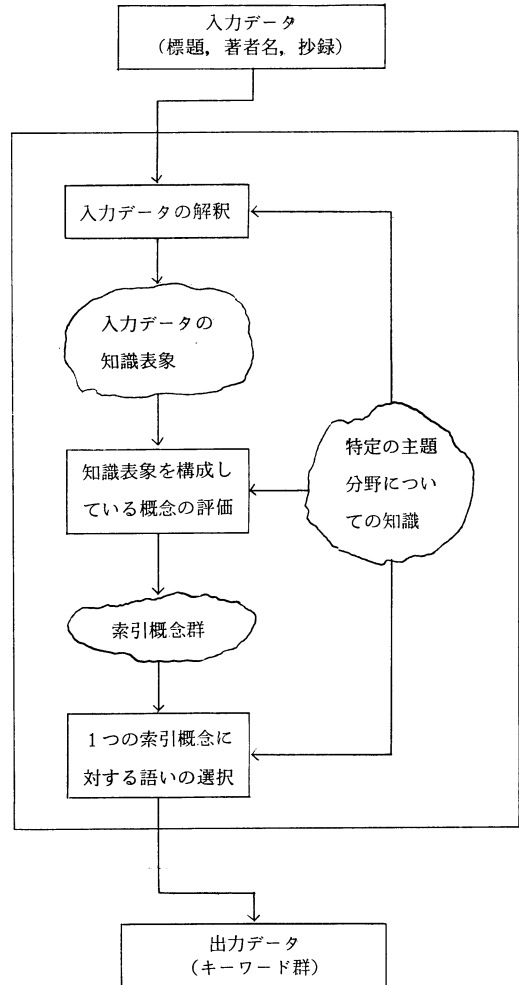 入力データ
(標題,著者名,抄録)
入力データの解釈
入力データの
知識表象
特定の主題
分野につい
ての知識
知識表象を構成し
ている概念の評価
索引概念群
1つの索引概念に
対する語いの選択
出力データ
(キーワード群)